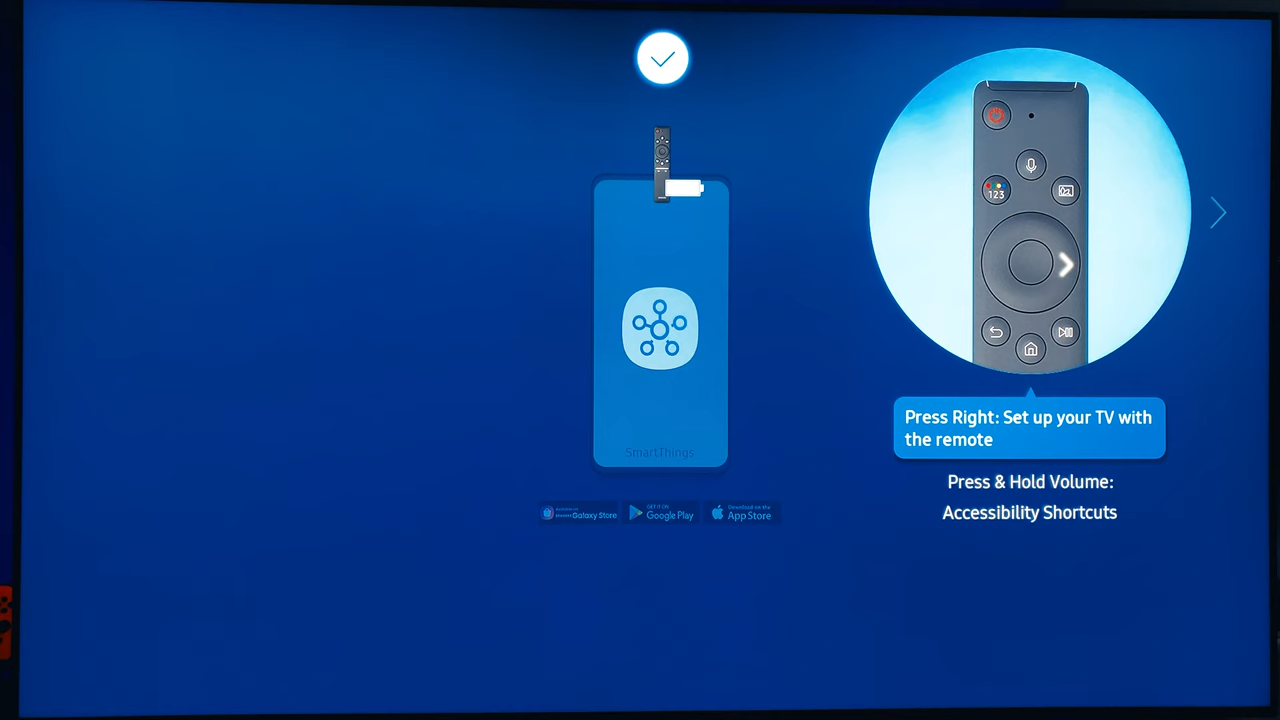 123
SmartThings
Galaxy Store
GET IT ON
Google Play
Download on the
App Store
Press Right: Set up your TV with
the remote
Press & Hold Volume:
Accessibility Shortcuts